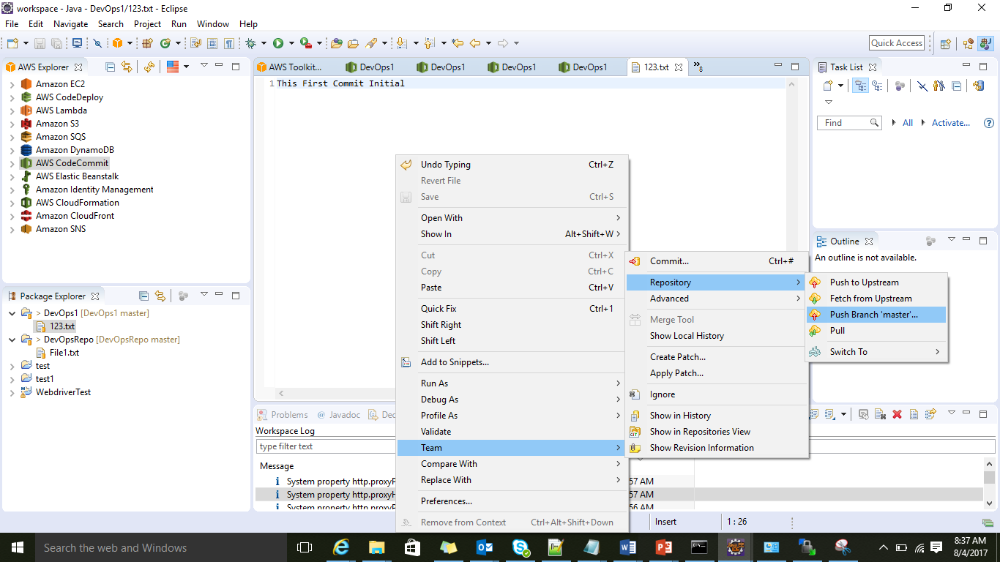 workspace - Java - DevOps1/123.txt - Eclipse
File Edit Navigate Search Project Run Window Help
Quick Access
AWS Explorer
Amazon EC2
AWS CodeDeploy
AWS Lambda
Amazon S3
Amazon SQS
Amazon DynamoDB
AWS CodeCommit
AWS Elastic Beanstalk
Amazon Identity Management
AWS CloudFormation
Amazon CloudFront
Amazon SNS
Package Explorer
> DevOps1 [DevOps1 master]
123.txt
> DevOpsRepo [DevOpsRepo master]
File1.txt
test
test1
WebdriverTest
AWS Toolkit... DevOps1 DevOps1 DevOps1 DevOps1 123.txt »8
1 This First Commit Initial
Undo Typing Ctrl+Z
Revert File
Save Ctrl+S
Open With
Show In Alt+Shift+W
Cut Ctrl+X
Copy Ctrl+C
Paste Ctrl+V
Quick Fix Ctrl+1
Shift Right
Shift Left
Add to Snippets...
Run As
Debug As
Profile As
Validate
Team
Compare With
Replace With
Preferences...
Remove from Context Ctrl+Alt+Shift+Down
Commit... Ctrl+#
Repository
Advanced
Merge Tool
Show Local History
Create Patch...
Apply Patch...
Ignore
Show in History
GIT Show in Repositories View
Show Revision Information
Push to Upstream
Fetch from Upstream
Push Branch 'master'...
Pull
Switch To
Task List
Find All Activate...
Outline
An outline is not available.
Problems @ Javadoc Dec
Workspace Log
type filter text
Message
System property http.proxyP 57 AM
System property http.proxyH 57 AM
System property http.proxyP 56 AM
Insert 1 : 26
Search the web and Windows
8:37 AM
8/4/2017